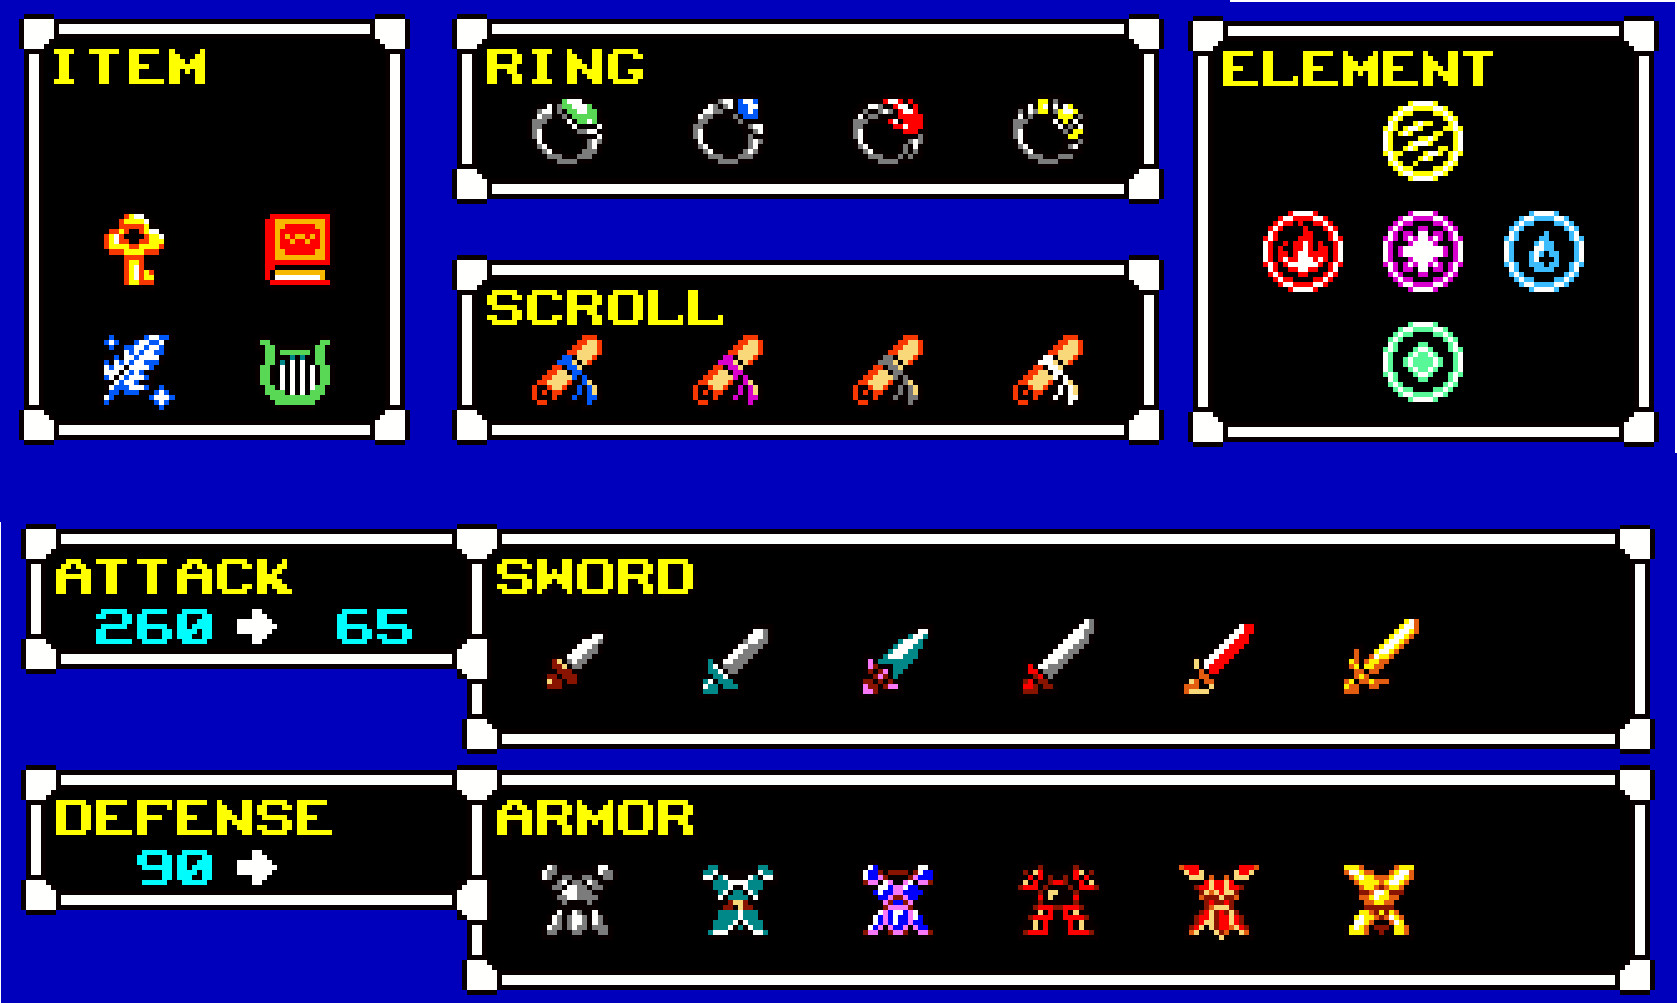 ITEM
RING
ELEMENT
SCROLL
ATTACK
260 ➡ 65
SWORD
DEFENSE
90 ➡
ARMOR